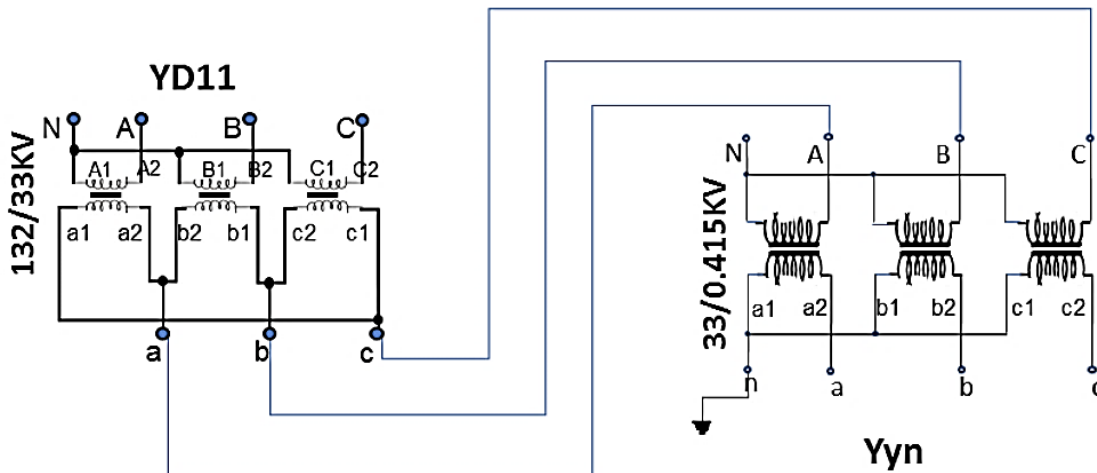 YD11
132/33KV
N A B C
A1 A2 B1 B2 C1 C2
a1 a2 b2 b1 c2 c1
a b c
33/0.415KV
N A B C
a1 a2 b1 b2 c1 c2
n a b c
Yyn